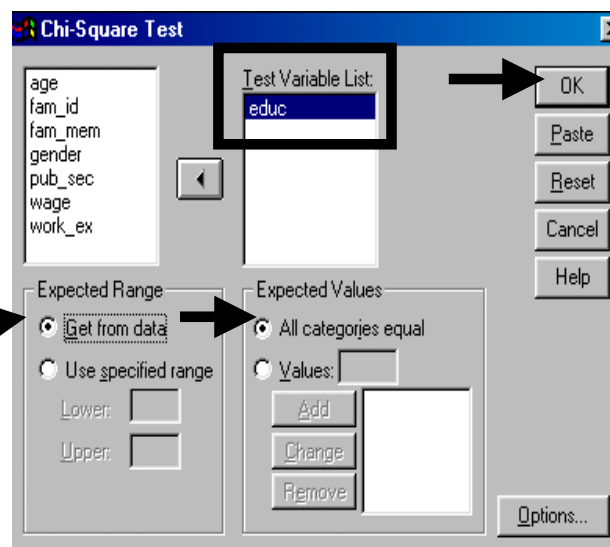 Chi-Square Test
age
fam_id
fam_mem
gender
pub_sec
wage
work_ex
Test Variable List:
educ
OK
Paste
Reset
Cancel
Help
Expected Range
Get from data
Use specified range
Lower:
Upper:
Expected Values
All categories equal
Values:
Add
Change
Remove
Options...